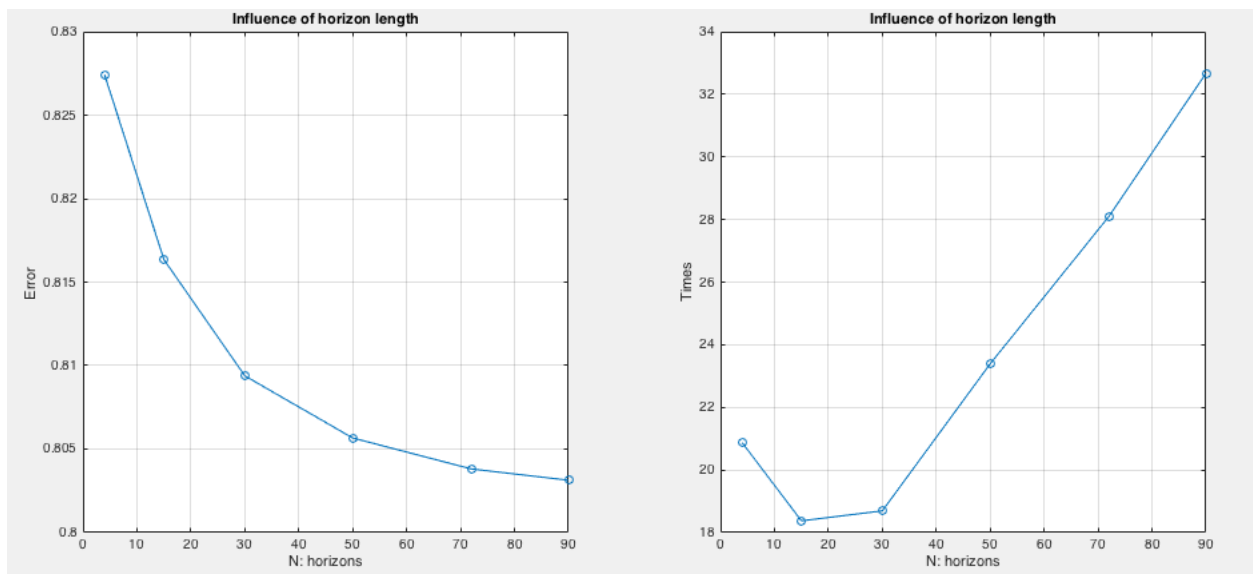 Influence of horizon length
0.83
0.825
0.82
0.815
0.81
0.805
0.8
Error
0 10 20 30 40 50 60 70 80 90
N: horizons
Influence of horizon length
34
32
30
28
26
24
22
20
18
Times
0 10 20 30 40 50 60 70 80 90
N: horizons